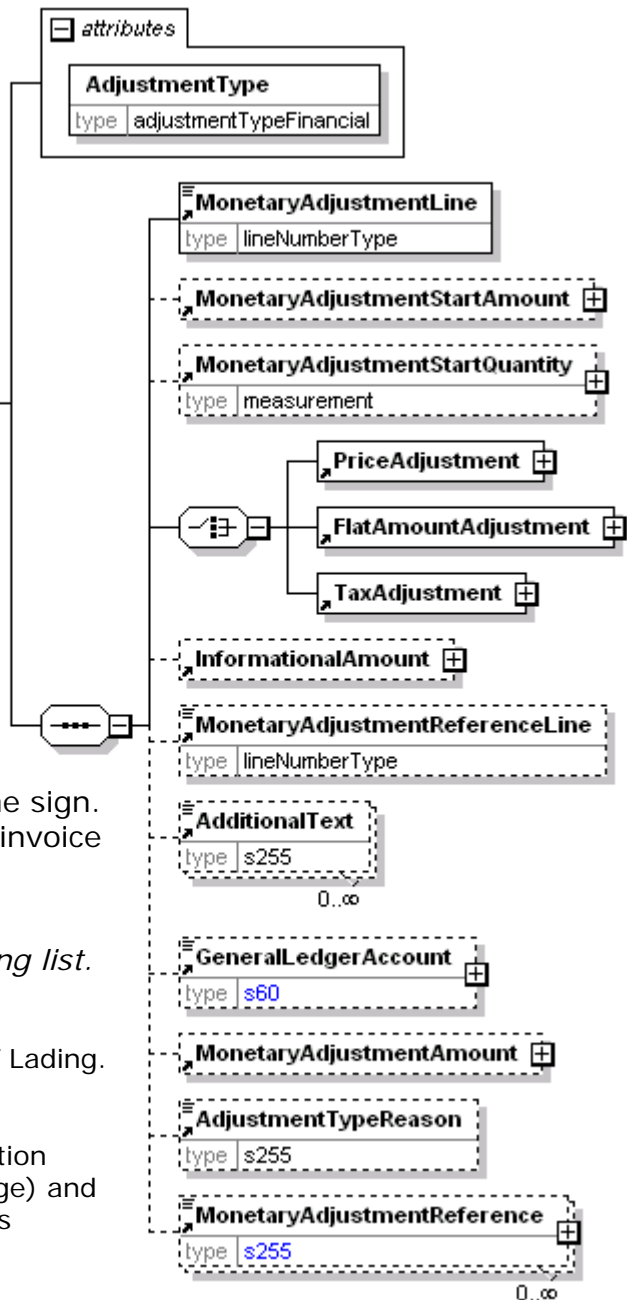 attributes
AdjustmentType
type adjustmentTypeFinancial
MonetaryAdjustmentLine
type lineNumberType
MonetaryAdjustmentStartAmount
MonetaryAdjustmentStartQuantity
type measurement
PriceAdjustment
FlatAmountAdjustment
TaxAdjustment
InformationalAmount
MonetaryAdjustmentReferenceLine
type lineNumberType
ne sign.
invoice
AdditionalText
type s255
0..∞
ng list.
GeneralLedgerAccount
type s60
Lading.
MonetaryAdjustmentAmount
AdjustmentTypeReason
type s255
tion
ge) and
s
MonetaryAdjustmentReference
type s255
0..∞